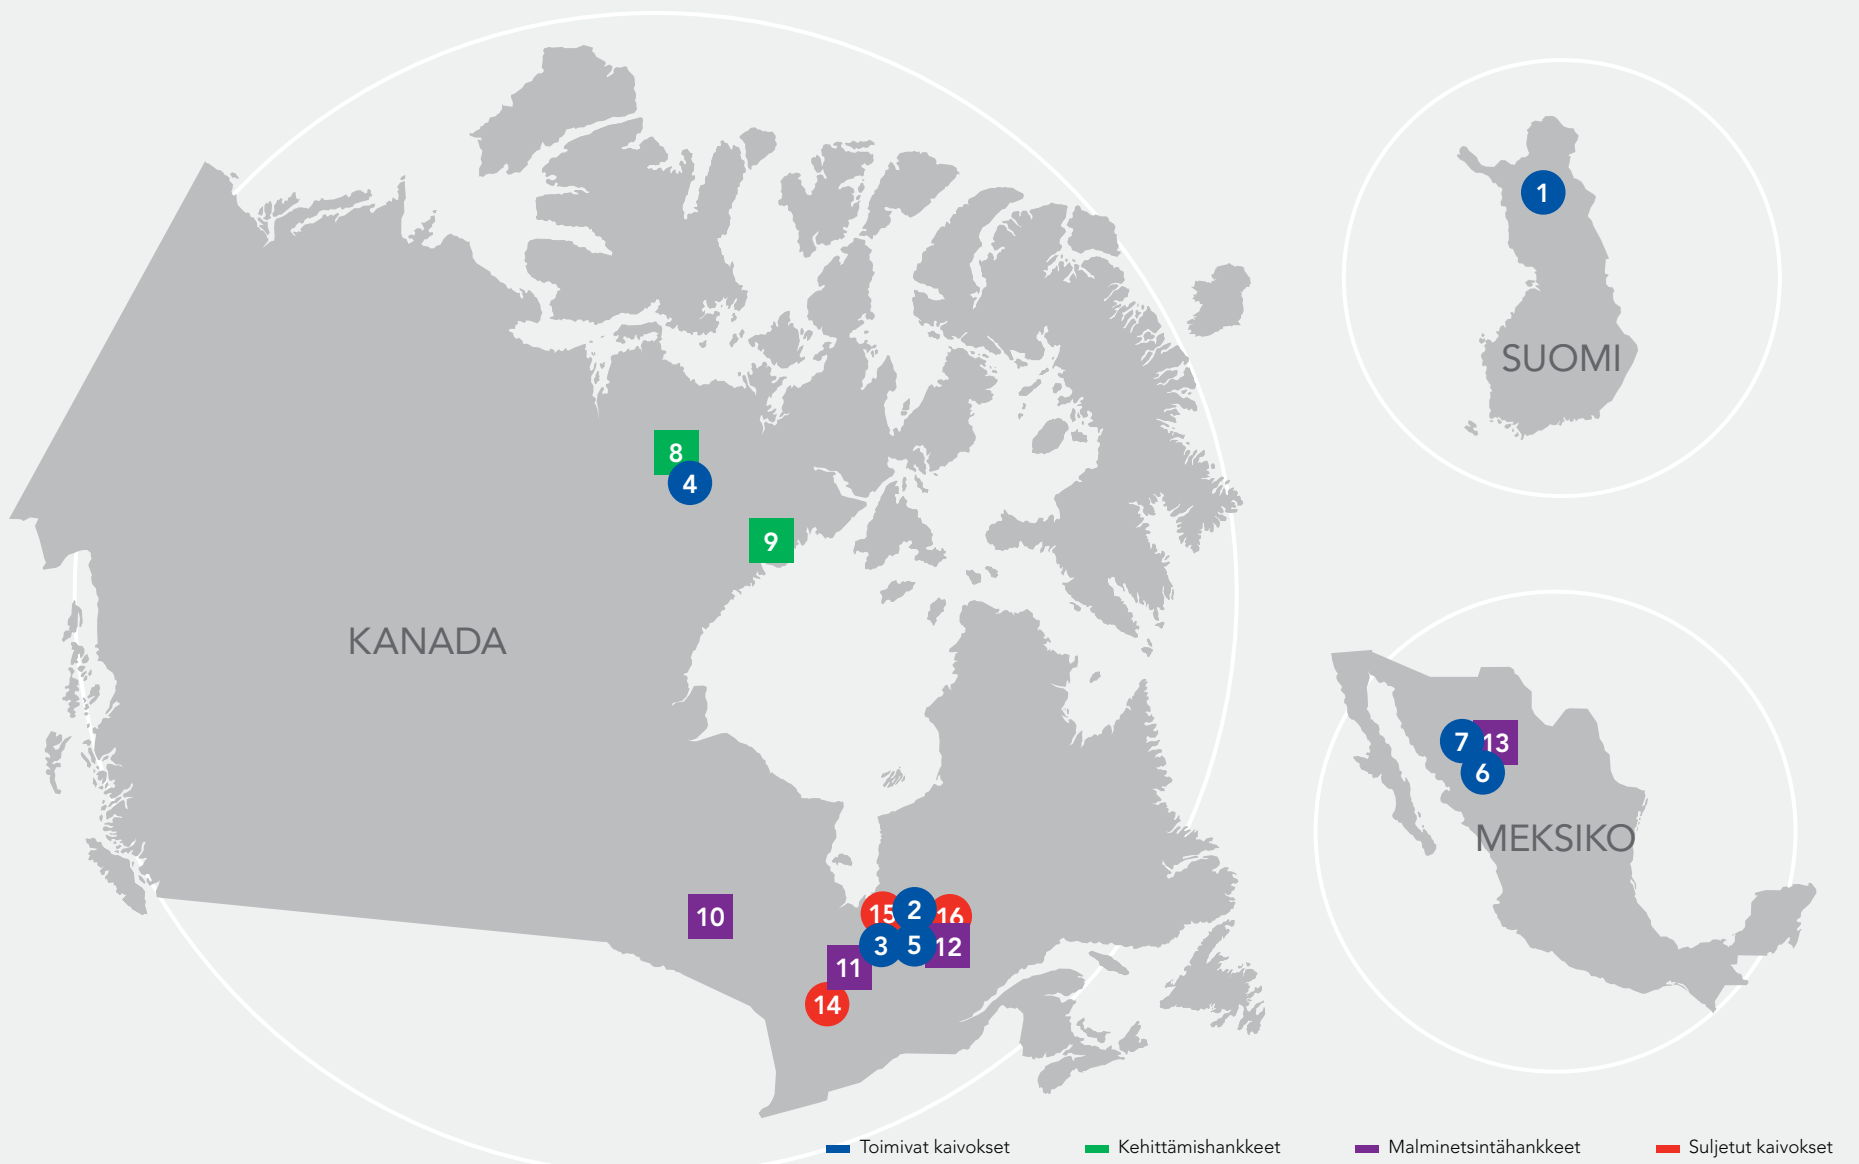 1
SUOMI
8
4
9
KANADA
7
13
6
MEKSIKO
10
15
2
16
3
5
12
11
14
Toimivat kaivokset
Kehittämishankkeet
Malminetsintähankkeet
Suljetut kaivokset